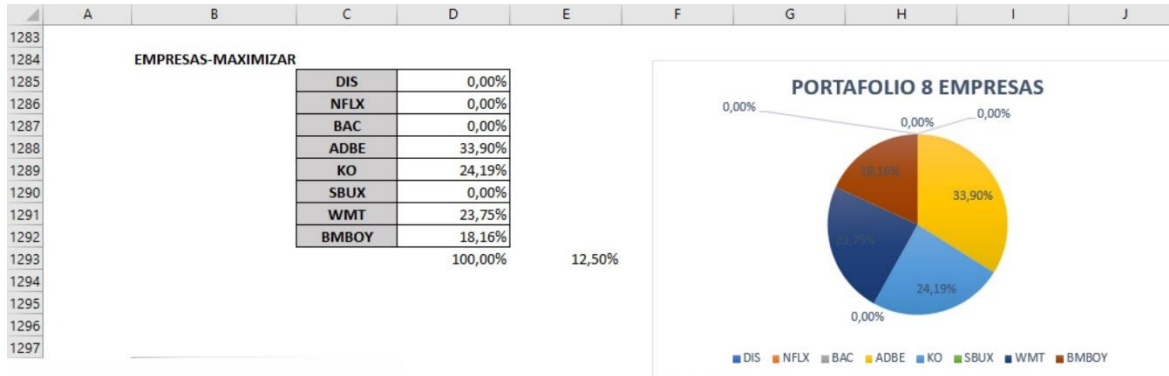 A B C D E F G H I J
1283
1284 EMPRESAS-MAXIMIZAR
1285 DIS 0,00%
1286 NFLX 0,00%
1287 BAC 0,00%
1288 ADBE 33,90%
1289 KO 24,19%
1290 SBUX 0,00%
1291 WMT 23,75%
1292 BMBOY 18,16%
1293 100,00% 12,50%
1294
1295
1296
1297
PORTAFOLIO 8 EMPRESAS
0,00% 0,00% 0,00%
18,16% 33,90%
23,75%
24,19%
0,00%
DIS NFLX BAC ADBE KO SBUX WMT BMBOY